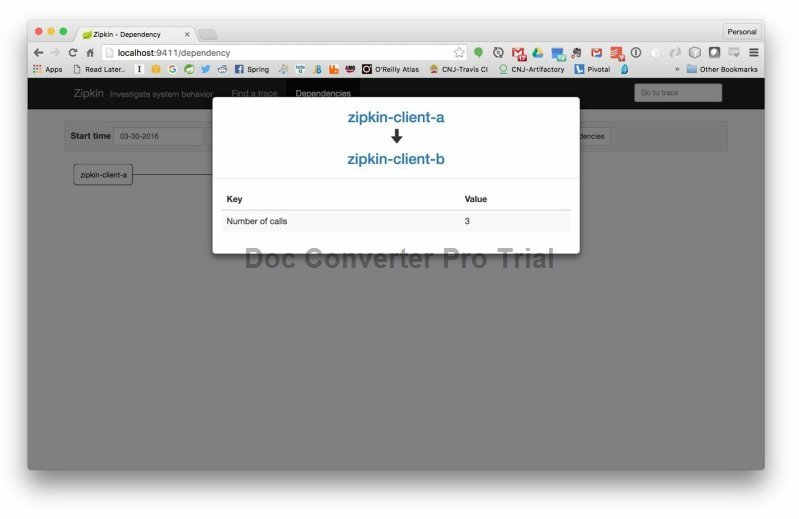 Zipkin - Dependency
Personal
localhost:9411/dependency
17
7
Apps
Read Later..
Spring
O'Reilly Atlas
CNJ-Travis CI
CNJ-Artifactory
Pivotal
»
Other Bookmarks
Zipkin Investigate system behavior Find a trace Dependencies Go to trace
zipkin-client-a
zipkin-client-b
Start time 03-30-2016
zipkin-client-a
Key Value
Number of calls 3
Doc Converter Pro Trial